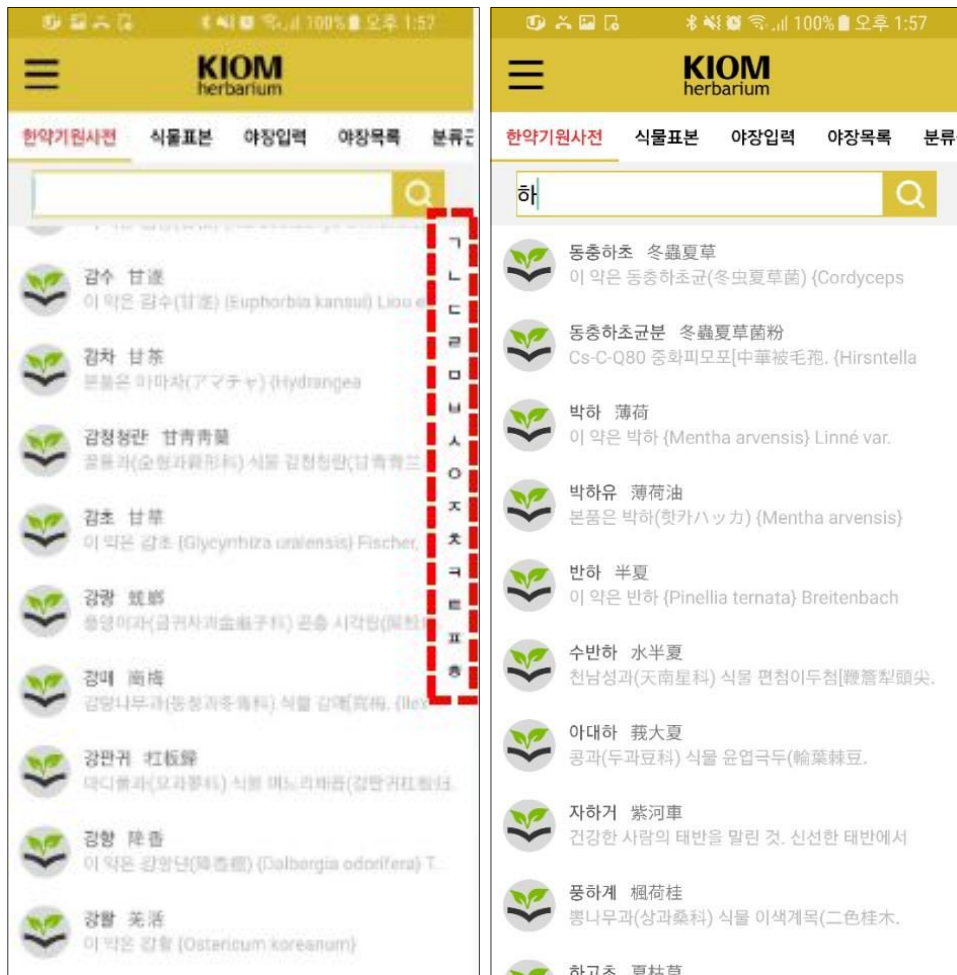 100% 오후 1:57
KIOM
herbarium
한약기원사전 식물표본 야장입력 야장목록
감수 甘遂
이 약은 감수(甘遂) {Euphorbia kansui} Liou
감차 甘茶
본품은 아마차(アマチャ) {Hydrangea
감청청란 甘青青蘭
감초 甘草
이 약은 감초 {Glycyrrhiza uralensis} Fischer,
강랑 蜣螂
강매 崗梅
강판귀 杠板歸
강향 降香
이 약은 강향단(降香檀) {Dalbergia odorifera} T.
강활 羌活
이 약은 강활 {Ostericum koreanum}
ㄱ
ㄴ
ㄷ
ㄹ
ㅁ
ㅂ
ㅅ
ㅇ
ㅈ
ㅊ
ㅋ
ㅌ
ㅍ
ㅎ
100% 오후 1:57
KIOM
herbarium
한약기원사전 식물표본 야장입력 야장목록 분류
하
동충하초 冬蟲夏草
이 약은 동충하초균(冬虫夏草菌) {Cordyceps
동충하초균분 冬蟲夏草菌粉
Cs-C-Q80 중화피모포[中華被毛孢. {Hirsntella
박하 薄荷
이 약은 박하 {Mentha arvensis} Linné var.
박하유 薄荷油
본품은 박하(핫카ハッカ) {Mentha arvensis}
반하 半夏
이 약은 반하 {Pinellia ternata} Breitenbach
수반하 水半夏
천남성과(天南星科) 식물 편첨이두첨[鞭簷犁頭尖.
아대하 莪大夏
콩과(두과豆科) 식물 윤엽극두(輪葉棘豆.
자하거 紫河車
건강한 사람의 태반을 말린 것. 신선한 태반에서
풍하계 楓荷桂
뽕나무과(상과桑科) 식물 이색계목(二色桂木.
하고초 夏枯草